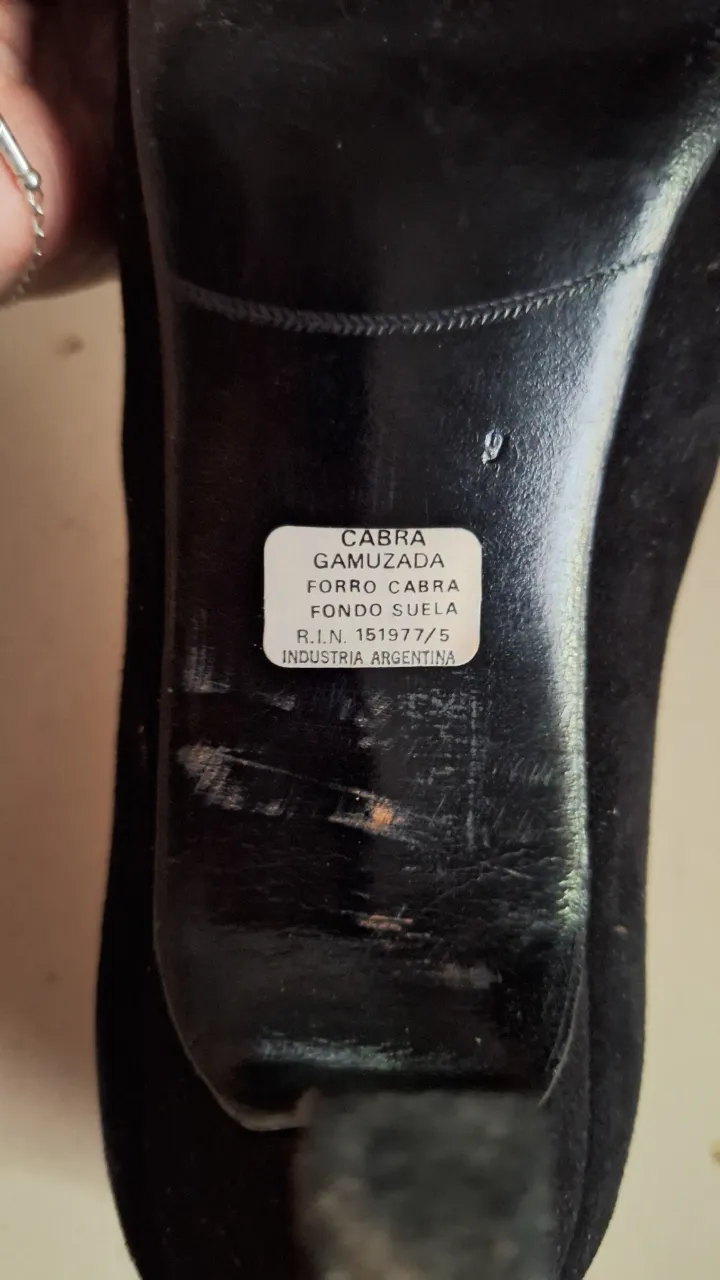 CABRA
GAMUZADA
FORRO CABRA
FONDO SUELA
R.I.N. 151977/5
INDUSTRIA ARGENTINA